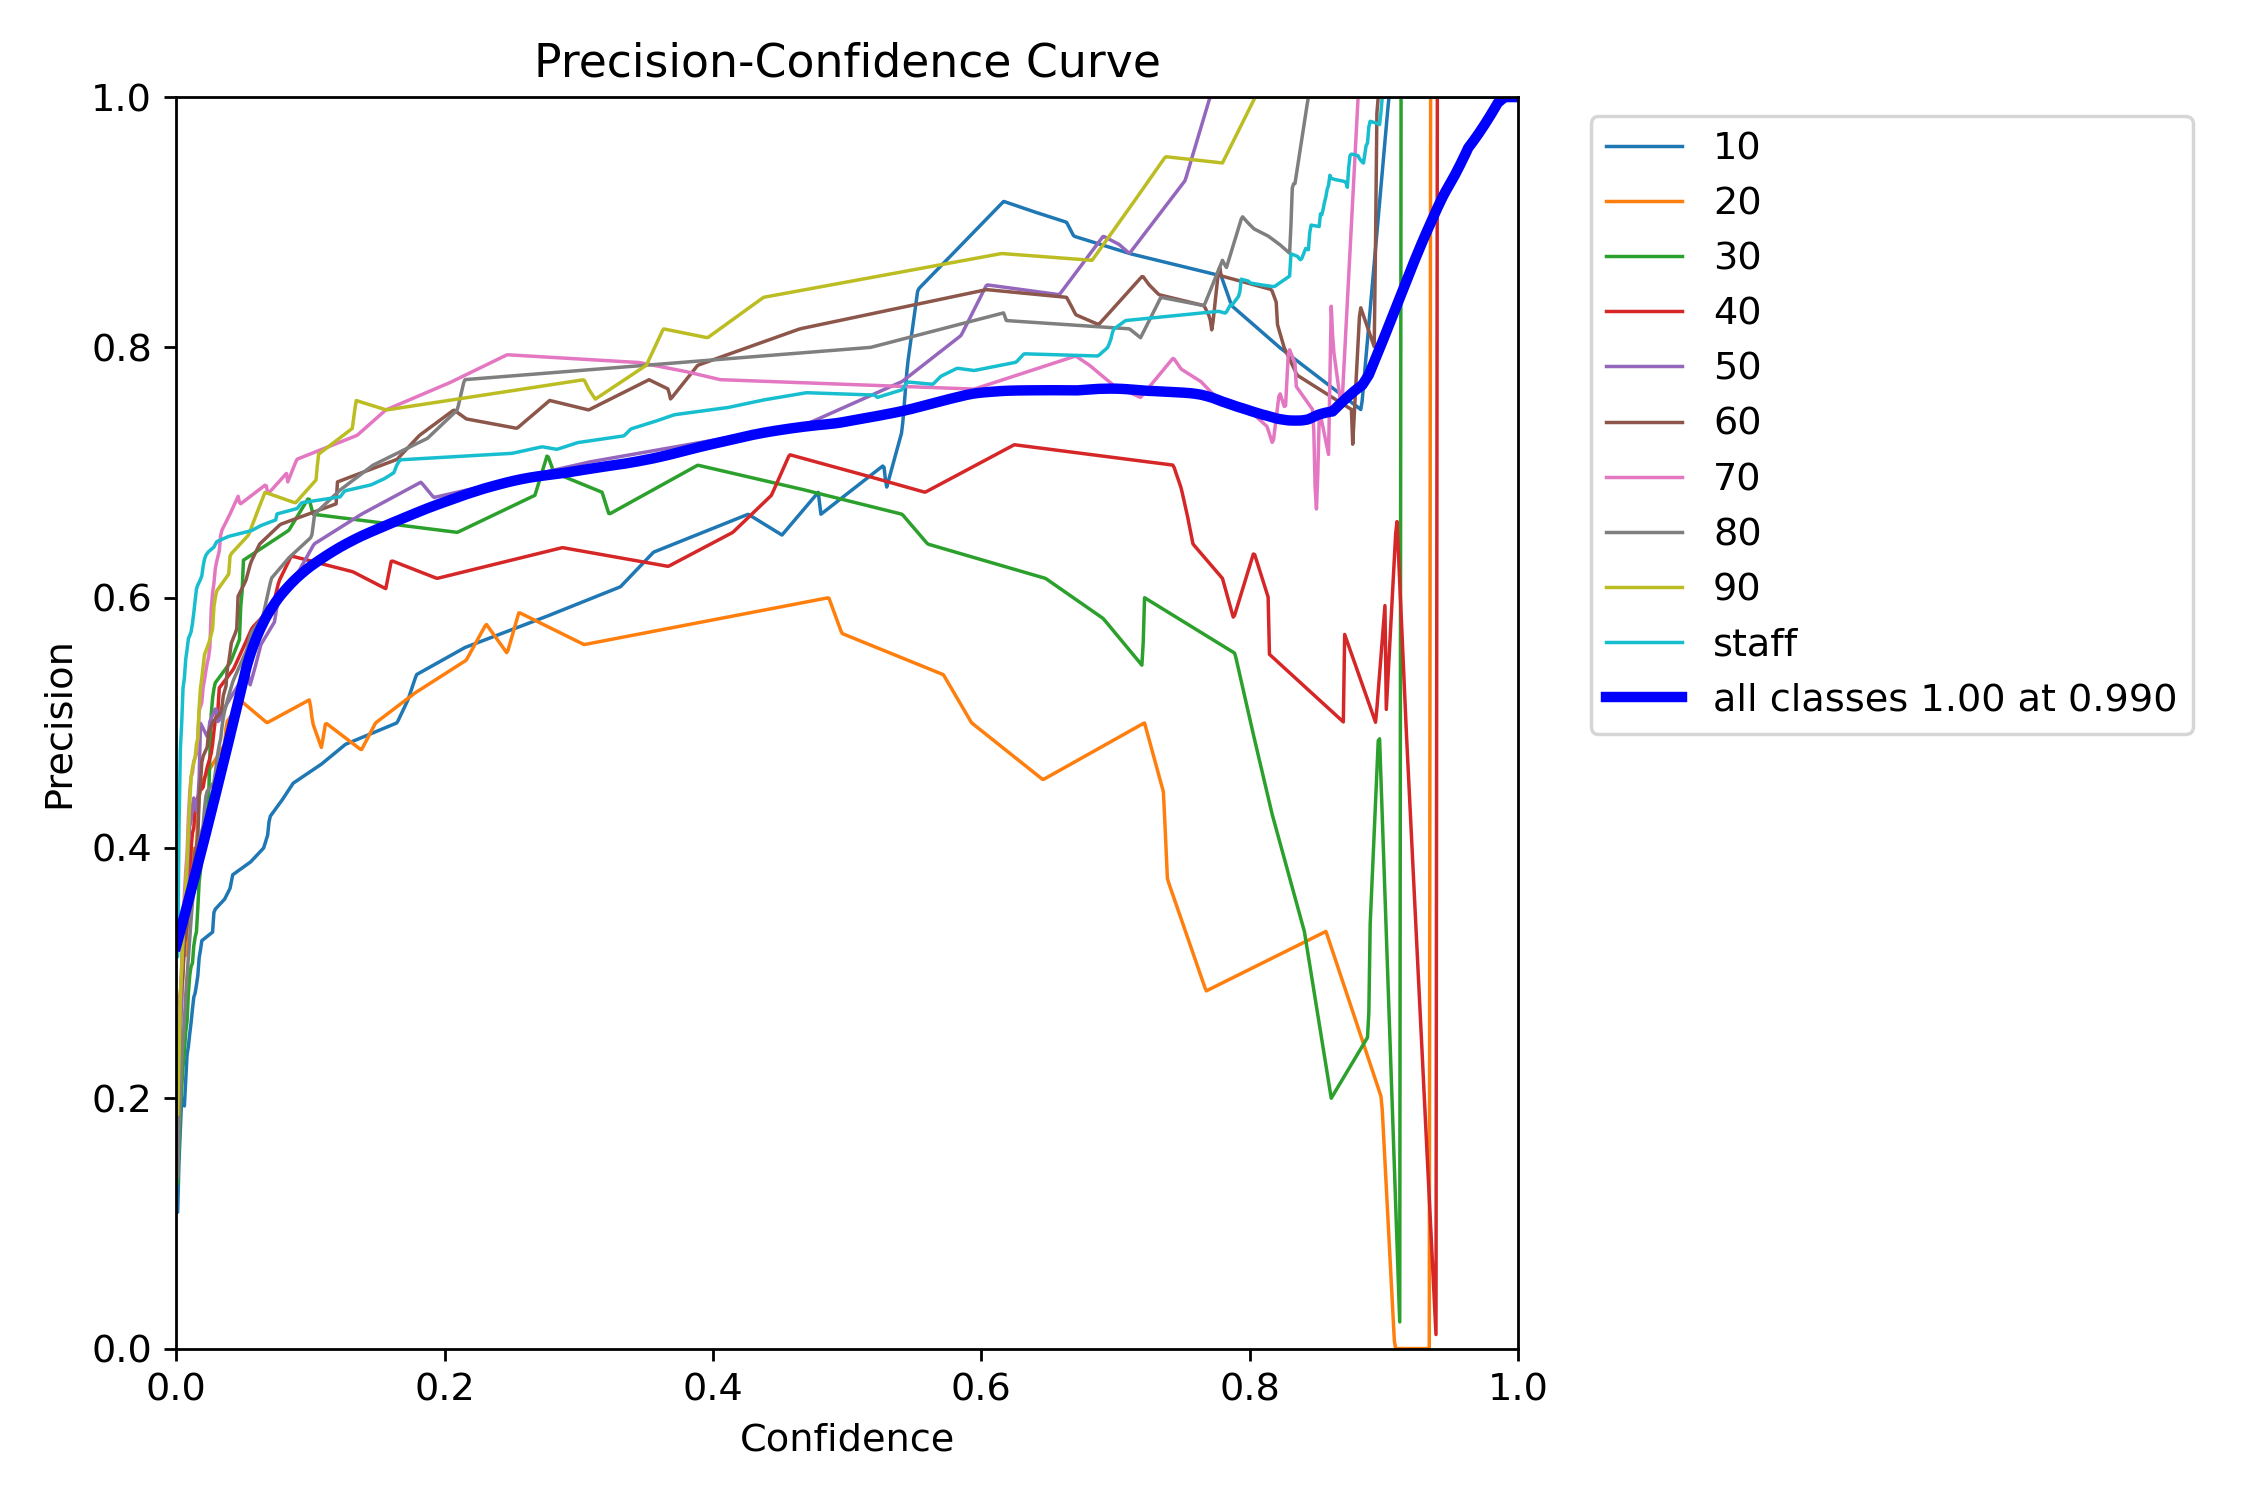 Precision-Confidence Curve
1.0
0.8
0.6
0.4
0.2
0.0
Precision
0.0 0.2 0.4 0.6 0.8 1.0
Confidence
10
20
30
40
50
60
70
80
90
staff
all classes 1.00 at 0.990